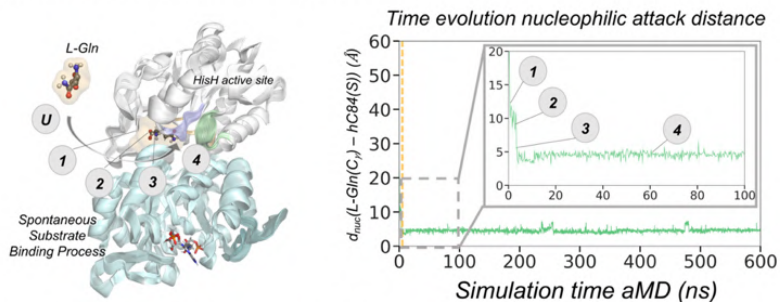 L-Gln
HisH active site
U
1
2
3
4
Spontaneous
Substrate
Binding Process
Time evolution nucleophilic attack distance
dnuc(L-Gln(Cγ) – hC84(S)) (Å)
60
50
40
30
20
10
0
20
15
10
5
0
1
2
3
4
0 20 40 60 80 100
0 100 200 300 400 500 600
Simulation time aMD (ns)